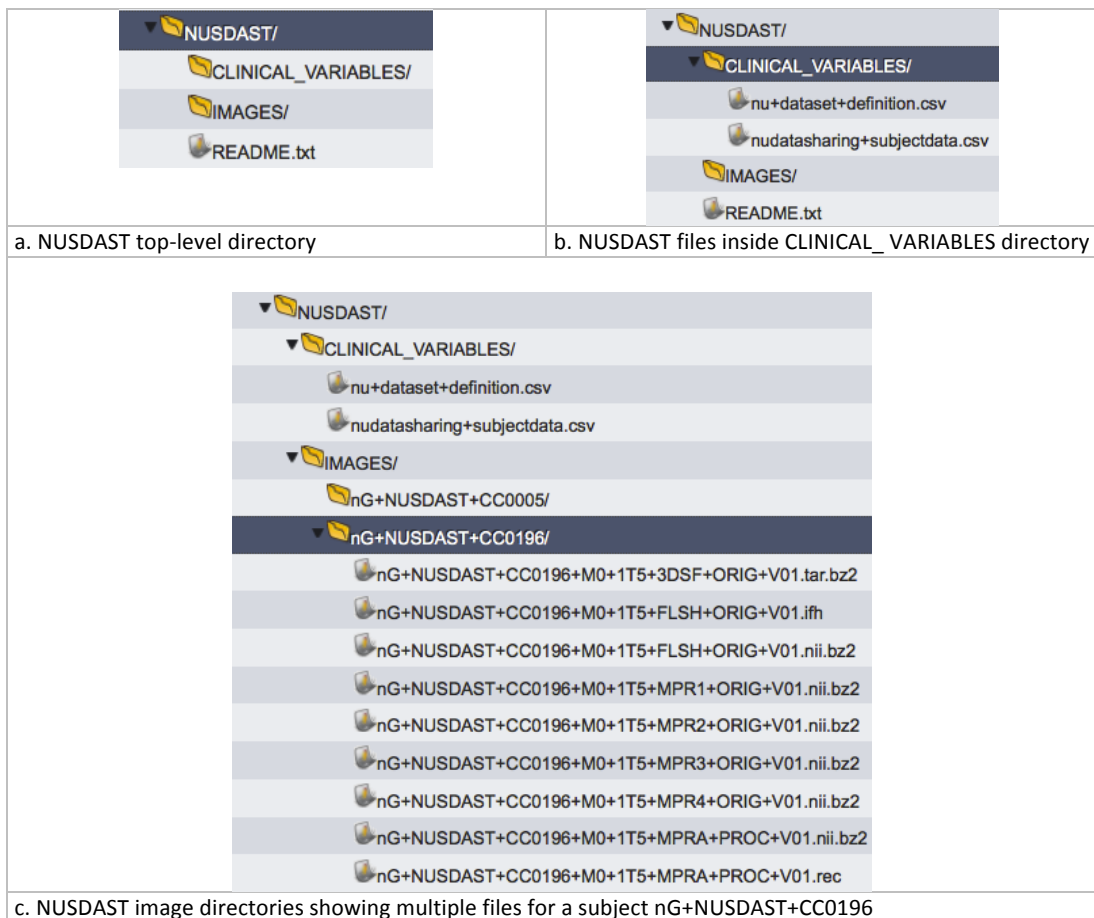 NUSDAST/
CLINICAL_VARIABLES/
IMAGES/
README.txt
a. NUSDAST top-level directory
NUSDAST/
CLINICAL_VARIABLES/
nu+dataset+definition.csv
nudatasharing+subjectdata.csv
IMAGES/
README.txt
b. NUSDAST files inside CLINICAL_ VARIABLES directory
NUSDAST/
CLINICAL_VARIABLES/
nu+dataset+definition.csv
nudatasharing+subjectdata.csv
IMAGES/
nG+NUSDAST+CC0005/
nG+NUSDAST+CC0196/
nG+NUSDAST+CC0196+M0+1T5+3DSF+ORIG+V01.tar.bz2
nG+NUSDAST+CC0196+M0+1T5+FLSH+ORIG+V01.ifh
nG+NUSDAST+CC0196+M0+1T5+FLSH+ORIG+V01.nii.bz2
nG+NUSDAST+CC0196+M0+1T5+MPR1+ORIG+V01.nii.bz2
nG+NUSDAST+CC0196+M0+1T5+MPR2+ORIG+V01.nii.bz2
nG+NUSDAST+CC0196+M0+1T5+MPR3+ORIG+V01.nii.bz2
nG+NUSDAST+CC0196+M0+1T5+MPR4+ORIG+V01.nii.bz2
nG+NUSDAST+CC0196+M0+1T5+MPRA+PROC+V01.nii.bz2
nG+NUSDAST+CC0196+M0+1T5+MPRA+PROC+V01.rec
c. NUSDAST image directories showing multiple files for a subject nG+NUSDAST+CC0196